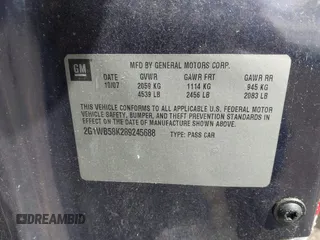 GM
MFD BY GENERAL MOTORS CORP.
DATE GVWR GAWR FRT GAWR RR
10/07 2059 KG 1114 KG 945 KG
4539 LB 2456 LB 2083 LB
THIS VEHICLE CONFORMS TO ALL APPLICABLE U.S. FEDERAL MOTOR
VEHICLE SAFETY, BUMPER, AND THEFT PREVENTION STANDARDS IN
EFFECT ON THE DATE OF MANUFACTURE SHOWN ABOVE.
2G1WB58K289245688 TYPE: PASS CAR
DREAMBID